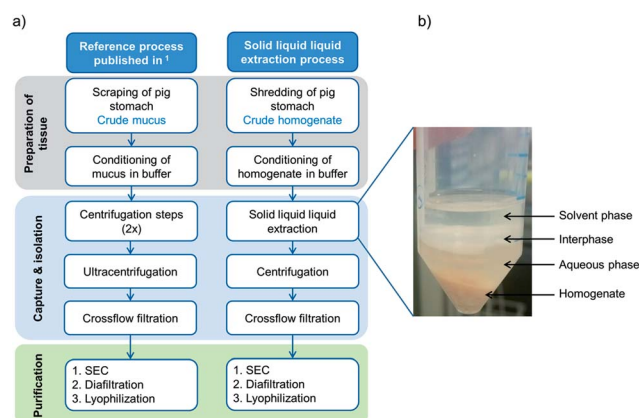 a)
Reference process
published in 1
Solid liquid liquid
extraction process
Preparation of
tissue
Scraping of pig
stomach
Crude mucus
Shredding of pig
stomach
Crude homogenate
Conditioning of
mucus in buffer
Conditioning of
homogenate in buffer
Capture & isolation
Centrifugation steps
(2x)
Solid liquid liquid
extraction
Ultracentrifugation
Centrifugation
Crossflow filtration
Crossflow filtration
Purification
1. SEC
2. Diafiltration
3. Lyophilization
1. SEC
2. Diafiltration
3. Lyophilization
b)
Solvent phase
Interphase
Aqueous phase
Homogenate